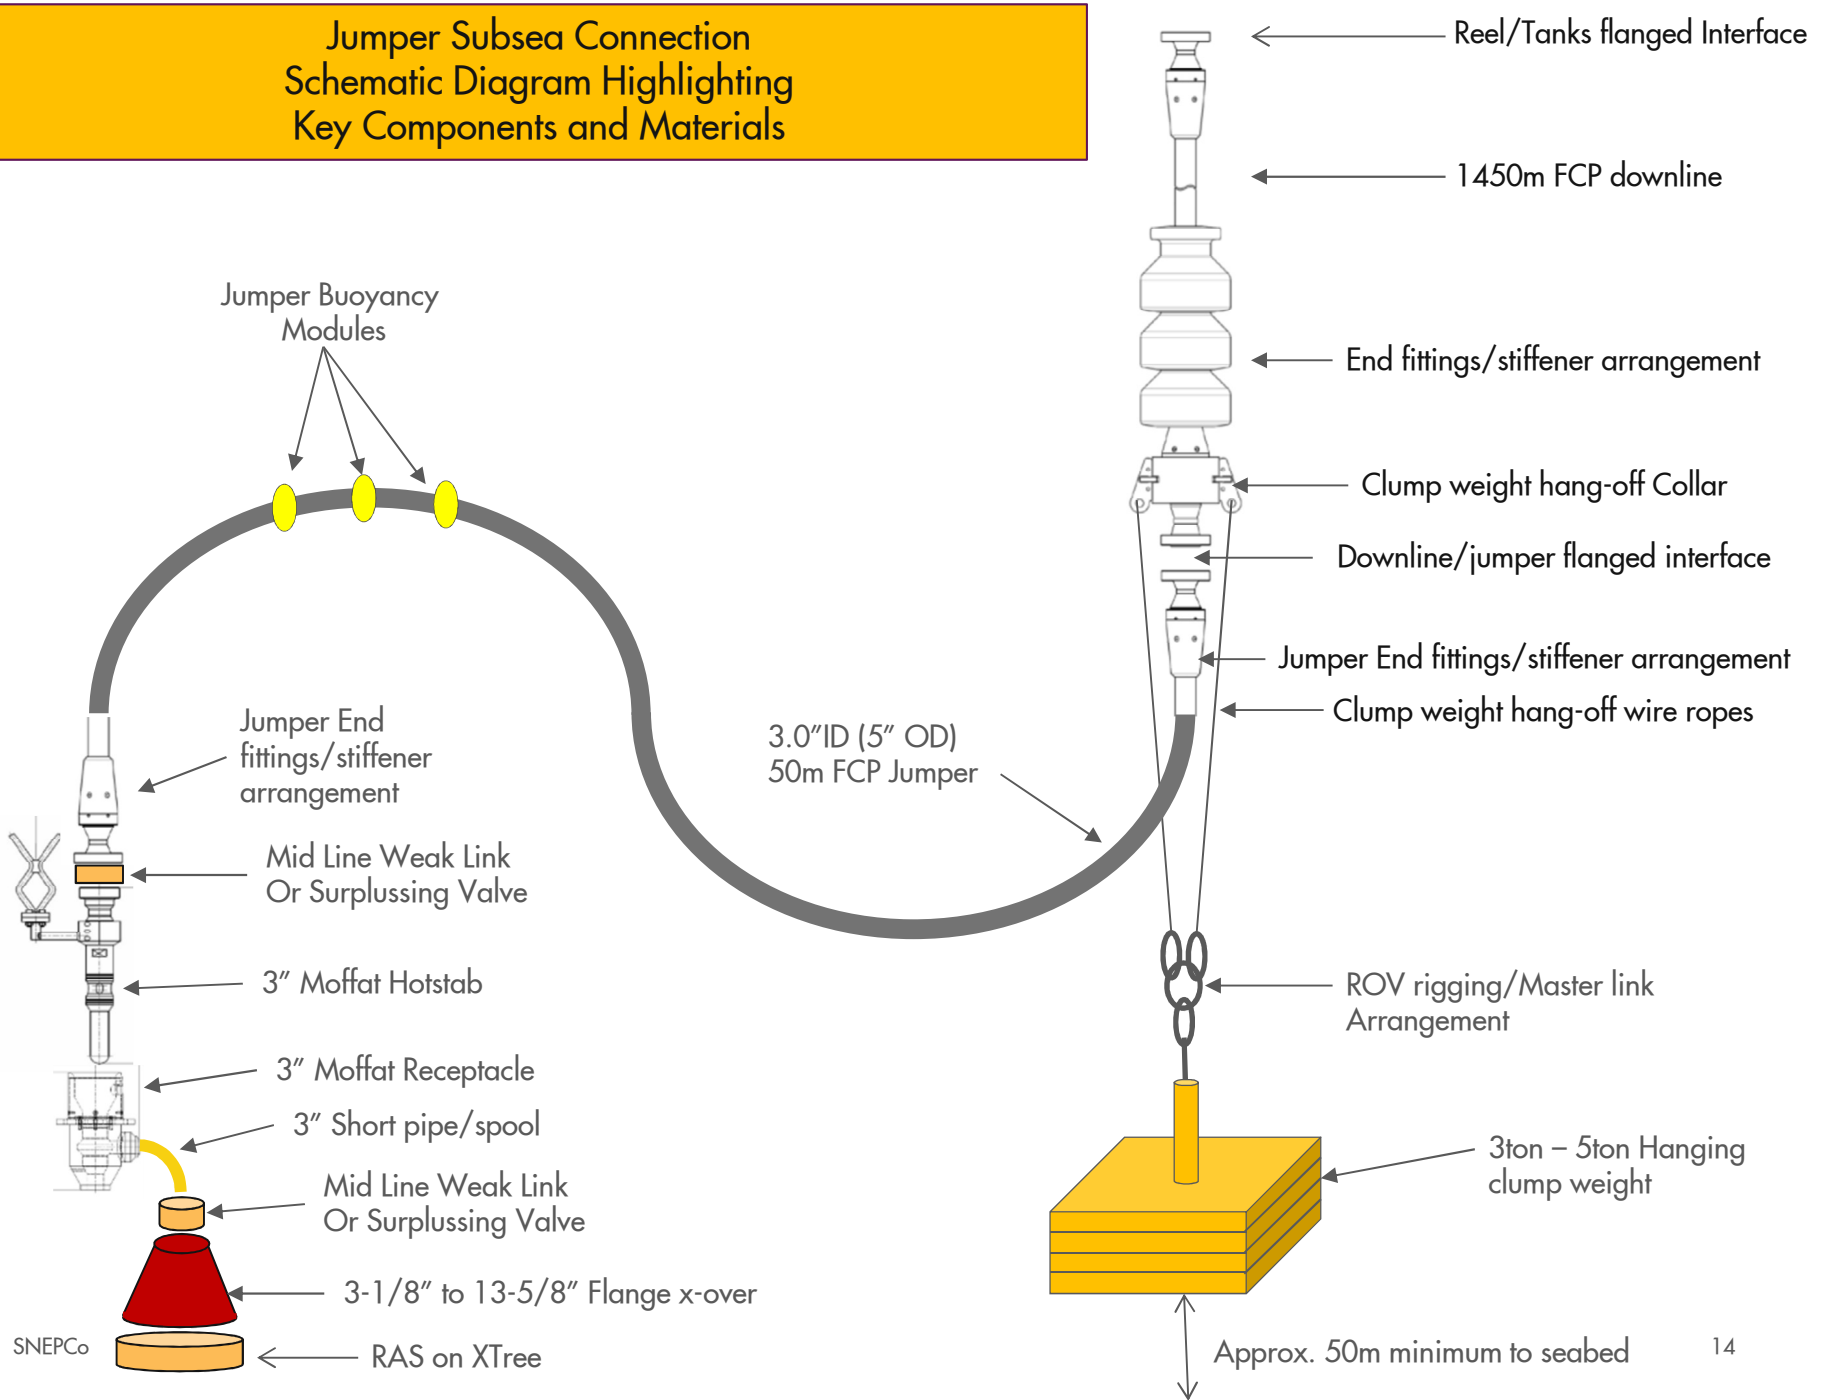 Jumper Subsea Connection
Schematic Diagram Highlighting
Key Components and Materials
Reel/Tanks flanged Interface
1450m FCP downline
Jumper Buoyancy
Modules
End fittings/stiffener arrangement
Clump weight hang-off Collar
Downline/jumper flanged interface
Jumper End fittings/stiffener arrangement
Clump weight hang-off wire ropes
Jumper End
fittings/stiffener
arrangement
3.0”ID (5” OD)
50m FCP Jumper
Mid Line Weak Link
Or Surplussing Valve
3” Moffat Hotstab
ROV rigging/Master link
Arrangement
3” Moffat Receptacle
3” Short pipe/spool
Mid Line Weak Link
Or Surplussing Valve
3ton – 5ton Hanging
clump weight
3-1/8” to 13-5/8” Flange x-over
RAS on XTree
Approx. 50m minimum to seabed
SNEPCo
14